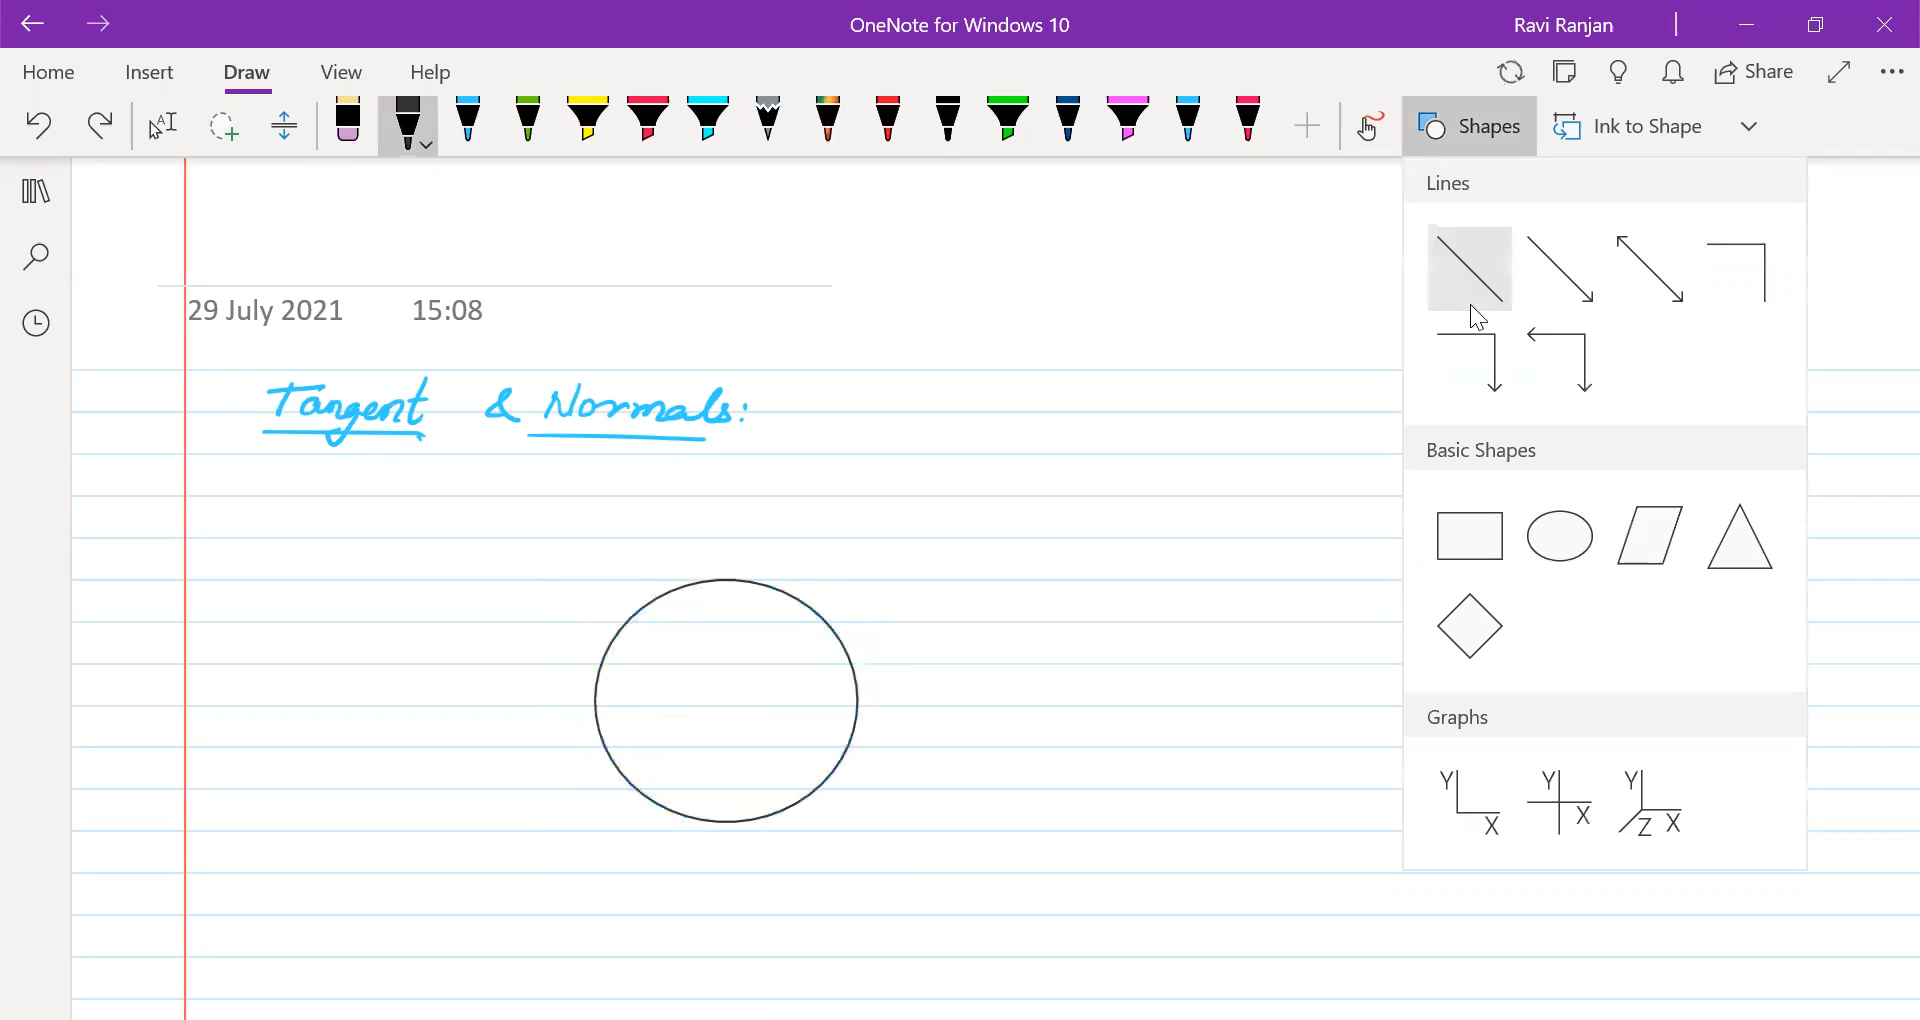 OneNote for Windows 10
Ravi Ranjan
Home Insert Draw View Help
Share
Shapes Ink to Shape
Lines
29 July 2021 15:08
Tangent & Normals:
Basic Shapes
Graphs
Y X
Y X
Y Z X